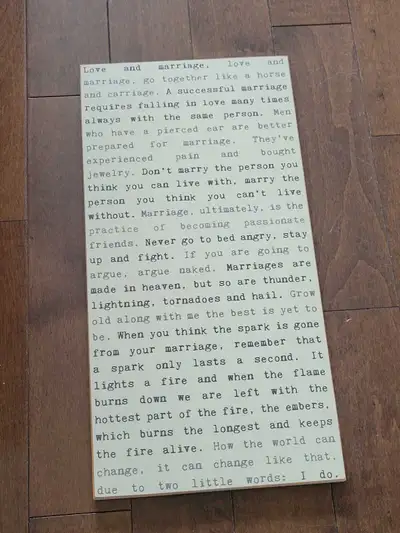 Love and marriage, love and
marriage, go together like a horse
and carriage. A successful marriage
requires falling in love many times
always with the same person. Men
who have a pierced ear are better
prepared for marriage. They've
experienced pain and bought
jewelry. Don't marry the person you
think you can live with, marry the
person you think you can't live
without. Marriage, ultimately, is the
practice of becoming passionate
friends. Never go to bed angry, stay
up and fight. If you are going to
argue, argue naked. Marriages are
made in heaven, but so are thunder,
lightning, tornadoes and hail. Grow
old along with me the best is yet to
be. When you think the spark is gone
from your marriage, remember that
a spark only lasts a second. It
lights a fire and when the flame
burns down we are left with the
hottest part of the fire, the embers,
which burns the longest and keeps
the fire alive. How the world can
change, it can change like that,
due to two little words: I do.